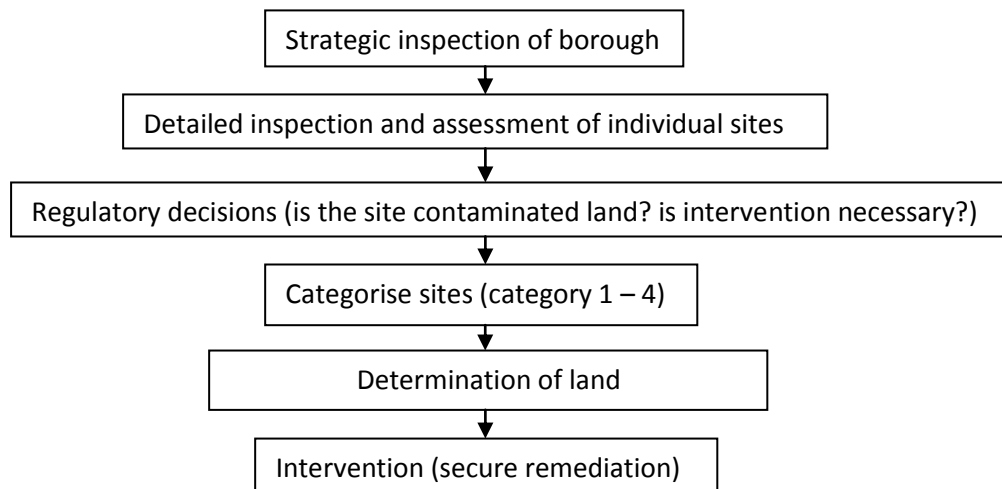 Strategic inspection of borough
Detailed inspection and assessment of individual sites
Regulatory decisions (is the site contaminated land? is intervention necessary?)
Categorise sites (category 1 – 4)
Determination of land
Intervention (secure remediation)